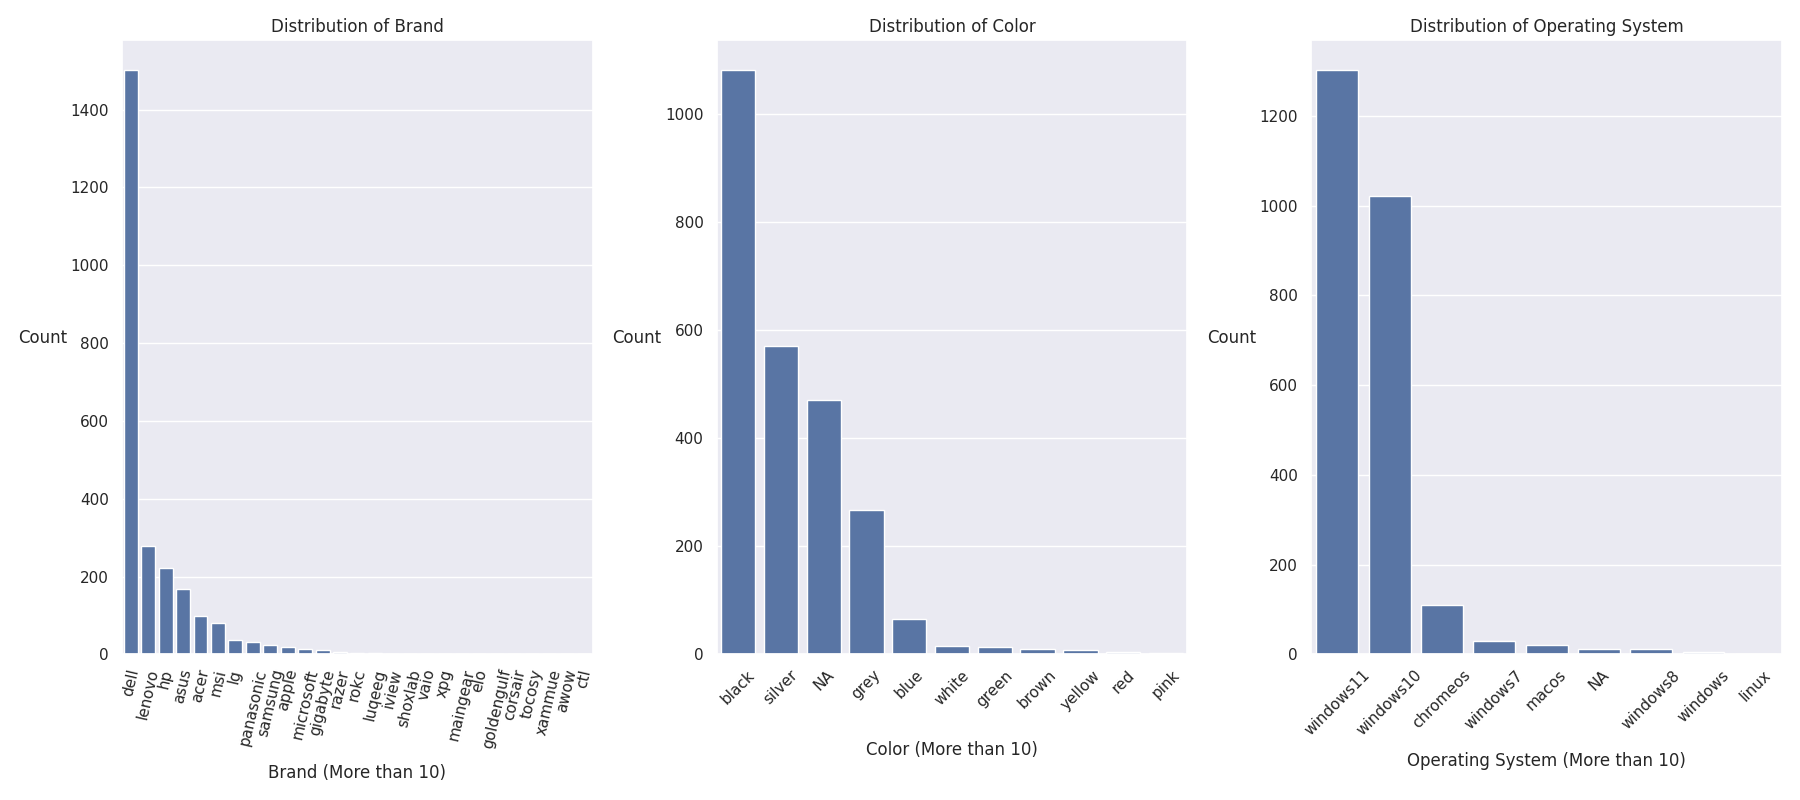 Distribution of Brand
1400
1200
1000
800
600
400
200
0
Count
dell
lenovo
hp
asus
acer
msi
lg
panasonic
samsung
apple
microsoft
gigabyte
razer
rokc
luqeeg
iview
shoxlab
vaio
xpg
maingear
elo
goldengulf
corsair
tocosy
xammue
awow
ctl
Brand (More than 10)
Distribution of Color
1000
800
600
400
200
0
Count
black
silver
NA
grey
blue
white
green
brown
yellow
red
pink
Color (More than 10)
Distribution of Operating System
1200
1000
800
600
400
200
0
Count
windows11
windows10
chromeos
windows7
macos
NA
windows8
windows
linux
Operating System (More than 10)